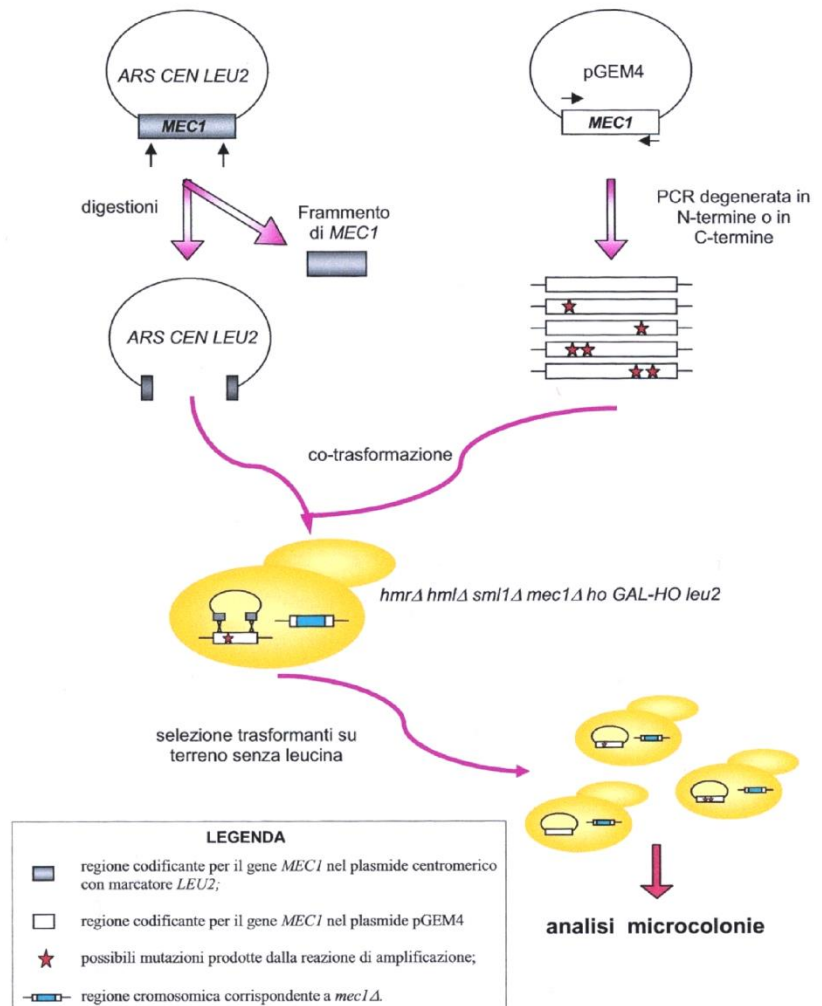 ARS CEN LEU2
MEC1
digestioni
Frammento
di MEC1
ARS CEN LEU2
pGEM4
MEC1
PCR degenerata in
N-termine o in
C-termine
co-trasformazione
hmrΔ hmlΔ sml1Δ mec1Δ ho GAL-HO leu2
selezione trasformanti su
terreno senza leucina
analisi microcolonie
LEGENDA
regione codificante per il gene MEC1 nel plasmide centromerico
con marcatore LEU2;
regione codificante per il gene MEC1 nel plasmide pGEM4
possibili mutazioni prodotte dalla reazione di amplificazione;
regione cromosomica corrispondente a mec1Δ.